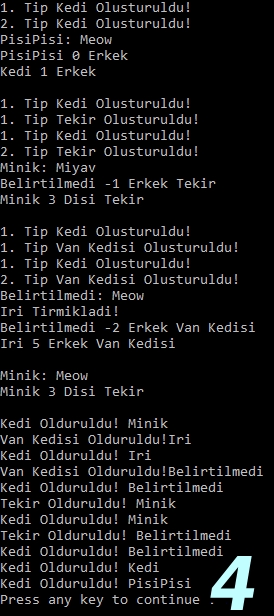 1. Tip Kedi Olusturuldu!
2. Tip Kedi Olusturuldu!
PisiPisi: Meow
PisiPisi 0 Erkek
Kedi 1 Erkek
1. Tip Kedi Olusturuldu!
1. Tip Tekir Olusturuldu!
1. Tip Kedi Olusturuldu!
2. Tip Tekir Olusturuldu!
Minik: Miyav
Belirtilmedi -1 Erkek Tekir
Minik 3 Disi Tekir
1. Tip Kedi Olusturuldu!
1. Tip Van Kedisi Olusturuldu!
1. Tip Kedi Olusturuldu!
2. Tip Van Kedisi Olusturuldu!
Belirtilmedi: Meow
Iri Tirmikladi!
Belirtilmedi -2 Erkek Van Kedisi
Iri 5 Erkek Van Kedisi
Minik: Meow
Minik 3 Disi Tekir
Kedi Olduruldu! Minik
Van Kedisi Olduruldu!Iri
Kedi Olduruldu! Iri
Van Kedisi Olduruldu!Belirtilmedi
Kedi Olduruldu! Belirtilmedi
Tekir Olduruldu! Minik
Kedi Olduruldu! Minik
Tekir Olduruldu! Belirtilmedi
Kedi Olduruldu! Belirtilmedi
Kedi Olduruldu! Kedi
Kedi Olduruldu! PisiPisi
Press any key to continue .
4